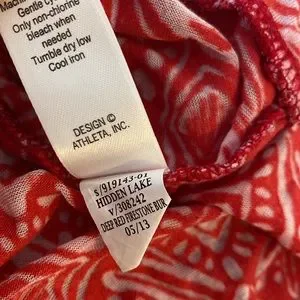 Machine
Gentle cy
Only non-chlorine
bleach when
needed
Tumble dry low
Cool iron
DESIGN ©
ATHLETA, INC.
S/919143-01
HIDDEN LAKE
V/308242
DEEP RED FIRESTONE BUR
05/13